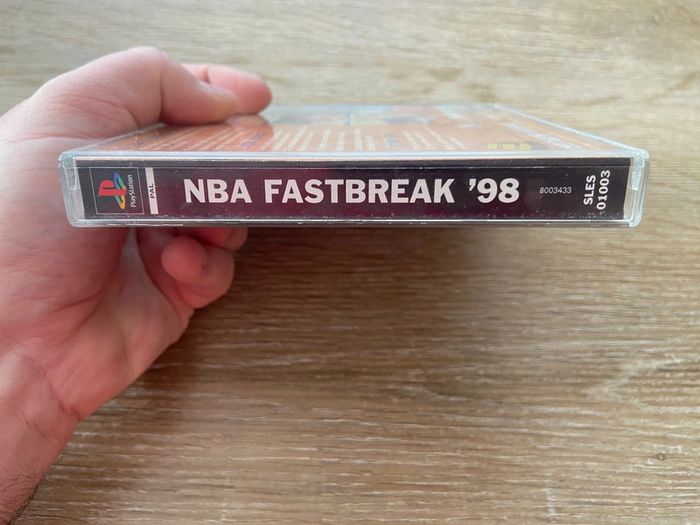 PlayStation
PAL
NBA FASTBREAK '98
8003433
SLES
01003